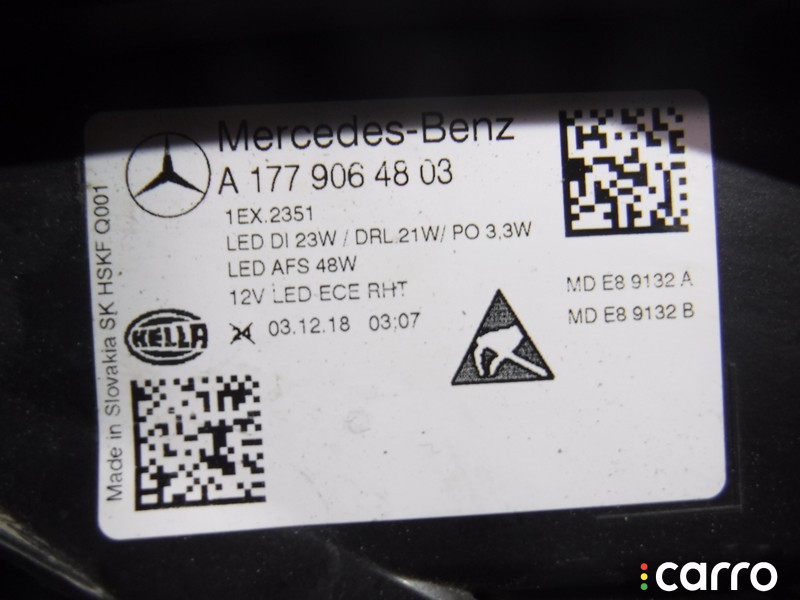 Mercedes-Benz
A 177 906 48 03
1EX.2351
LED DI 23W / DRL 21W/ PO 3,3W
LED AFS 48W
12V LED ECE RHT
03.12.18 03:07
MD E8 9132 A
MD E8 9132 B
HELLA
Made in Slovakia SK HSKF Q001
carro